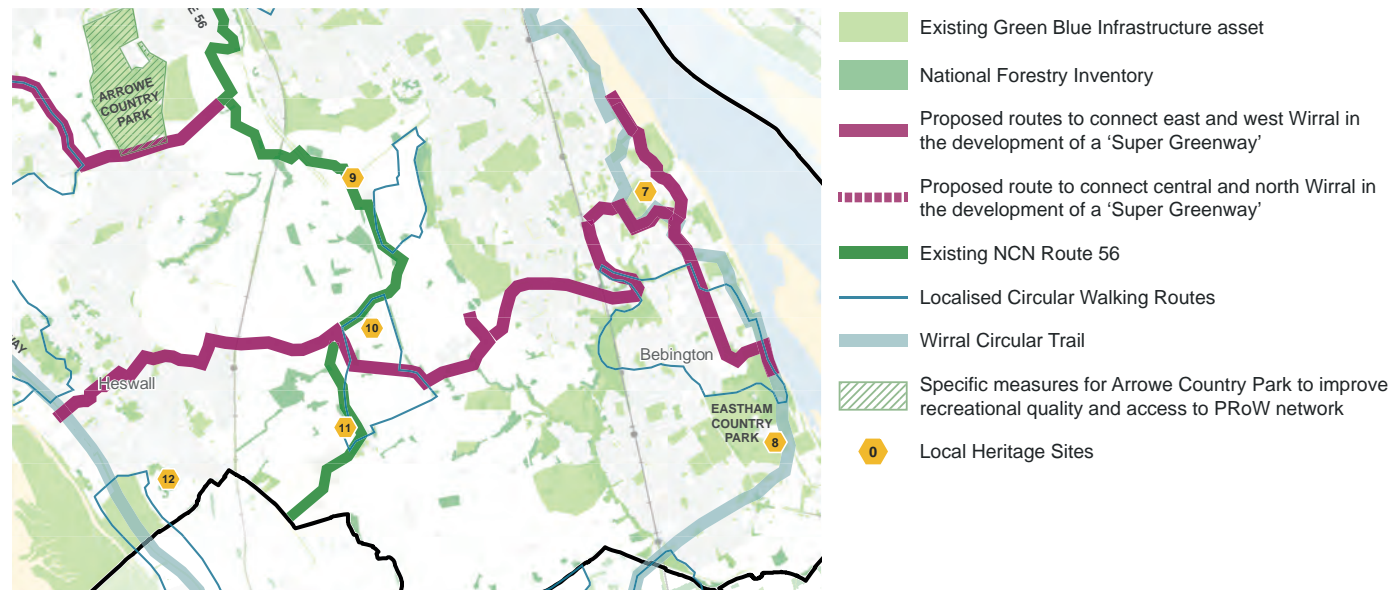 E 56
ARROWE
COUNTRY
PARK
9
7
10
Bebington
WAY
Heswall
EASTHAM
COUNTRY
PARK
8
11
12
Existing Green Blue Infrastructure asset
National Forestry Inventory
Proposed routes to connect east and west Wirral in
the development of a ‘Super Greenway’
Proposed route to connect central and north Wirral in
the development of a ‘Super Greenway’
Existing NCN Route 56
Localised Circular Walking Routes
Wirral Circular Trail
Specific measures for Arrowe Country Park to improve
recreational quality and access to PRoW network
0
Local Heritage Sites